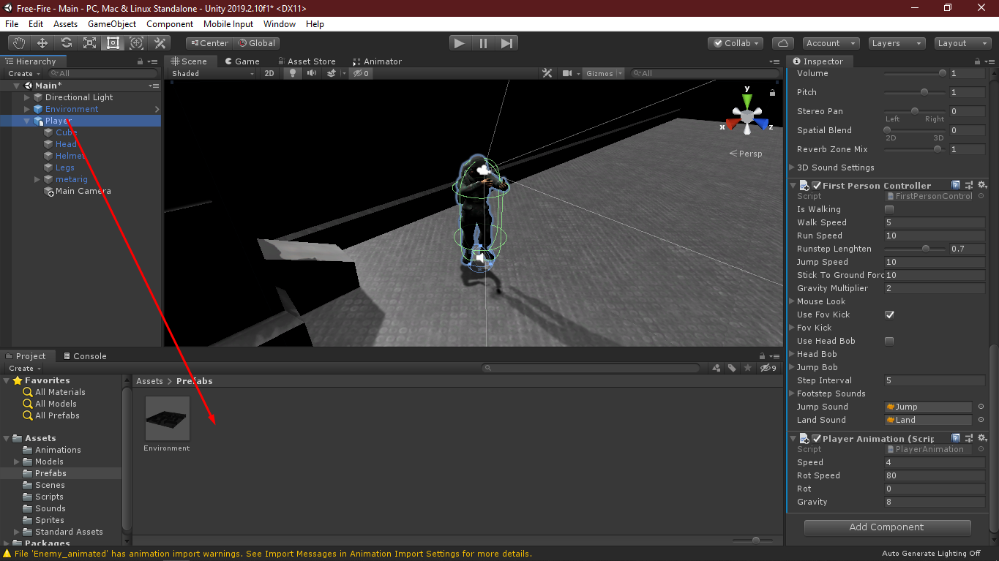 Free-Fire - Main - PC, Mac & Linux Standalone - Unity 2019.2.10f1* <DX11>
File Edit Assets GameObject Component Mobile Input Window Help
Center Global Collab Account Layers Layout
Hierarchy
Create All
Main*
Directional Light
Environment
Player
Cube
Head
Helmet
Legs
metarig
Main Camera
Scene Game Asset Store Animator
Shaded 2D 0 Gizmos All
y
x
z
Persp
Inspector
Volume 1
Pitch 1
Stereo Pan 0
Left Right
Spatial Blend 0
2D 3D
Reverb Zone Mix 1
3D Sound Settings
First Person Controller
Script FirstPersonControl
Is Walking
Walk Speed 5
Run Speed 10
Runstep Lenghten 0.7
Jump Speed 10
Stick To Ground Forc 10
Gravity Multiplier 2
Mouse Look
Use Fov Kick
Fov Kick
Use Head Bob
Head Bob
Jump Bob
Step Interval 5
Footstep Sounds
Jump Sound Jump
Land Sound Land
Player Animation (Scrip
Script PlayerAnimation
Speed 4
Rot Speed 80
Rot 0
Gravity 8
Add Component
Project Console
Create 9
Favorites
All Materials
All Models
All Prefabs
Assets
Animations
Models
Prefabs
Scenes
Scripts
Sounds
Sprites
Standard Assets
Packages
Assets > Prefabs
Environment
File 'Enemy_animated' has animation import warnings. See Import Messages in Animation Import Settings for more details.
Auto Generate Lighting Off